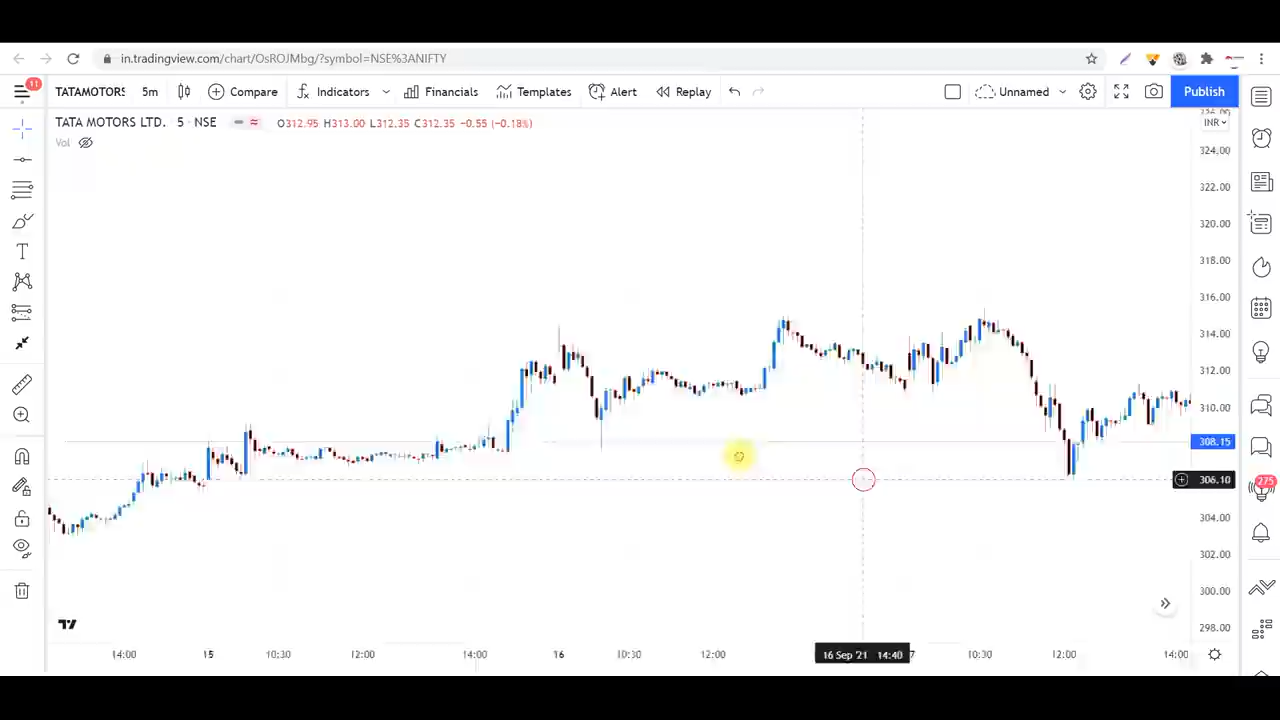 in.tradingview.com/chart/OsROJMbg/?symbol=NSE%3ANIFTY
11
TATAMOTORS 5m Compare Indicators Financials Templates Alert Replay Unnamed Publish
TATA MOTORS LTD. · 5 · NSE O312.95 H313.00 L312.35 C312.35 −0.55 (−0.18%)
INR
Vol
324.00
322.00
320.00
318.00
316.00
314.00
312.00
310.00
308.15
306.10
275
304.00
302.00
300.00
298.00
14:00 15 10:30 12:00 14:00 16 10:30 12:00 16 Sep '21 14:40 7 10:30 12:00 14:00